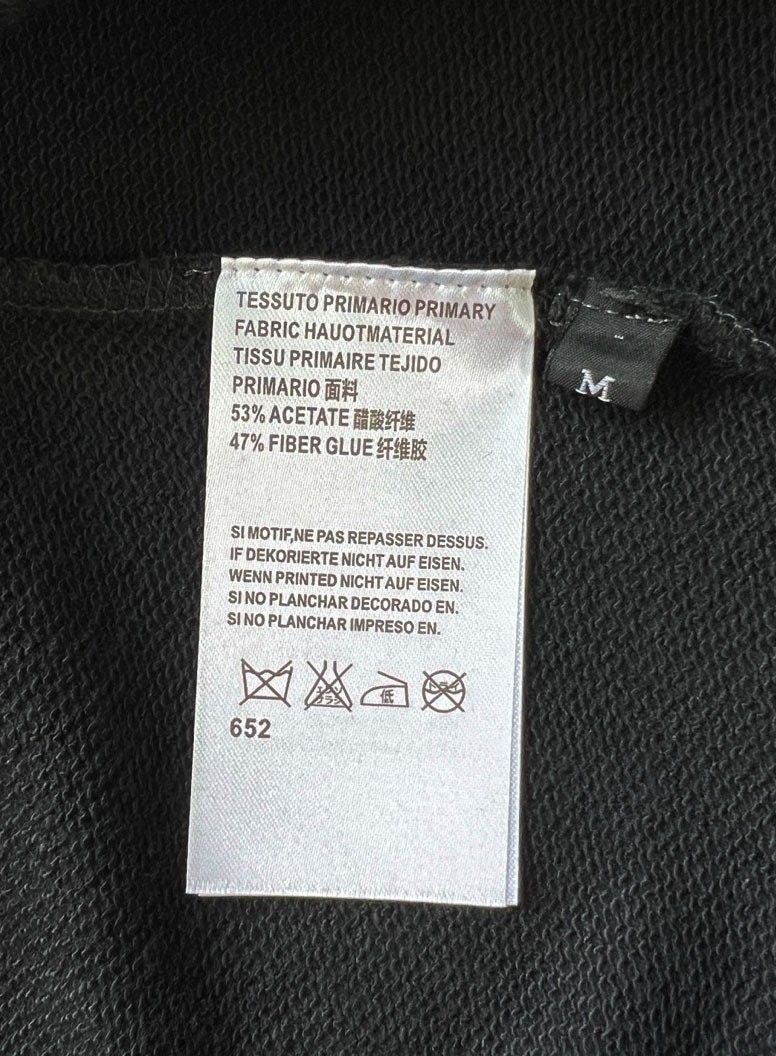 TESSUTO PRIMARIO PRIMARY
FABRIC HAUOTMATERIAL
TISSU PRIMAIRE TEJIDO
PRIMARIO 面料
53% ACETATE 醋酸纤维
47% FIBER GLUE 纤维胶
SI MOTIF,NE PAS REPASSER DESSUS.
IF DEKORIERTE NICHT AUF EISEN.
WENN PRINTED NICHT AUF EISEN.
SI NO PLANCHAR DECORADO EN.
SI NO PLANCHAR IMPRESO EN.
低
652
M